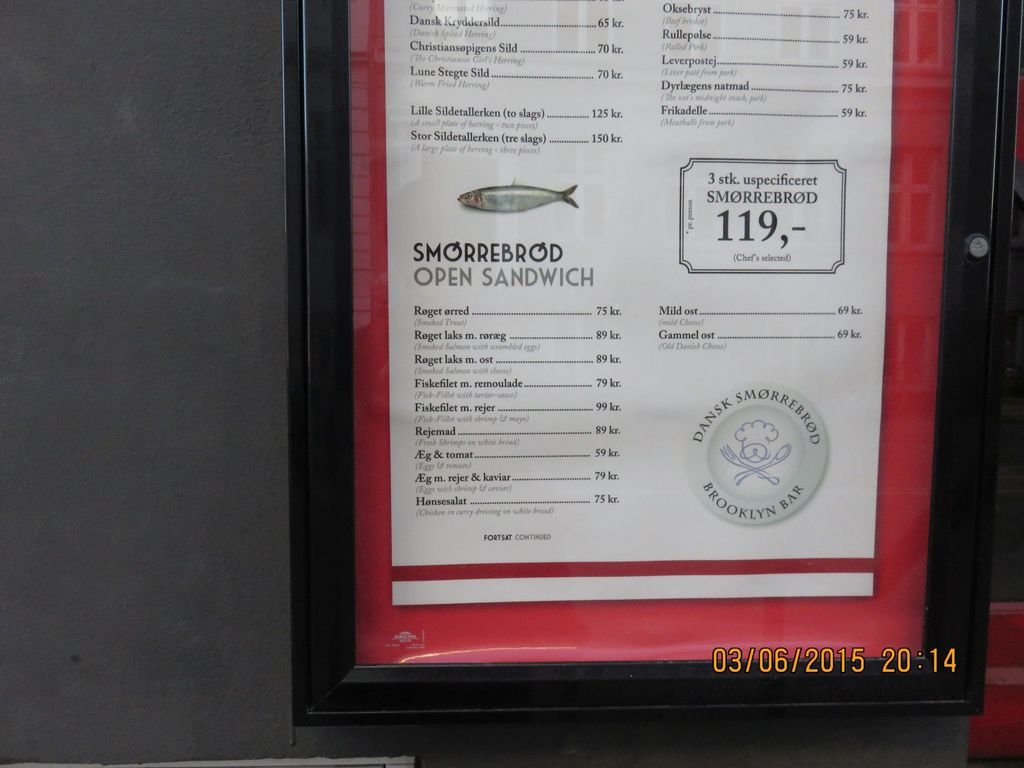 (Curry Marinated Herring)
Dansk Kryddersild 65 kr.
(Danish Spiced Herring)
Christiansøpigens Sild 70 kr.
(The Christiansoe Girl's Herring)
Lune Stegte Sild 70 kr.
(Warm Fried Herring)
Lille Sildetallerken (to slags) 125 kr.
(A small plate of herring - two pieces)
Stor Sildetallerken (tre slags) 150 kr.
(A large plate of herring - three pieces)
Oksebryst 75 kr.
(Beef brisket)
Rullepølse 59 kr.
(Rolled Pork)
Leverpostej 59 kr.
(Liver paté from pork)
Dyrlægens natmad 75 kr.
(The vet's midnight snack, pork)
Frikadelle 59 kr.
(Meatballs from pork)
3 stk. uspecificeret
SMØRREBRØD
119,-
* pr. person
(Chef's selected)
SMØRREBRØD
OPEN SANDWICH
Røget ørred 75 kr.
(Smoked Trout)
Røget laks m. røræg 89 kr.
(Smoked Salmon with scrambled eggs)
Røget laks m. ost 89 kr.
(Smoked Salmon with cheese)
Fiskefilet m. remoulade 79 kr.
(Fish-Fillet with tartar-sauce)
Fiskefilet m. rejer 99 kr.
(Fish-Fillet with shrimp & mayo)
Rejemad 89 kr.
(Fresh Shrimps on white bread)
Æg & tomat 59 kr.
(Eggs & tomato)
Æg m. rejer & kaviar 79 kr.
(Eggs with shrimp & caviar)
Hønsesalat 75 kr.
(Chicken in curry dressing on white bread)
Mild ost 69 kr.
(mild Cheese)
Gammel ost 69 kr.
(Old Danish Cheese)
DANSK SMØRREBRØD
BROOKLYN BAR
FORTSAT CONTINUED
03/06/2015 20:14